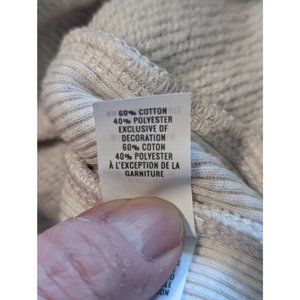 60% COTTON
40% POLYESTER
EXCLUSIVE OF
DECORATION
60% COTON
40% POLYESTER
À L'EXCEPTION DE LA
GARNITURE